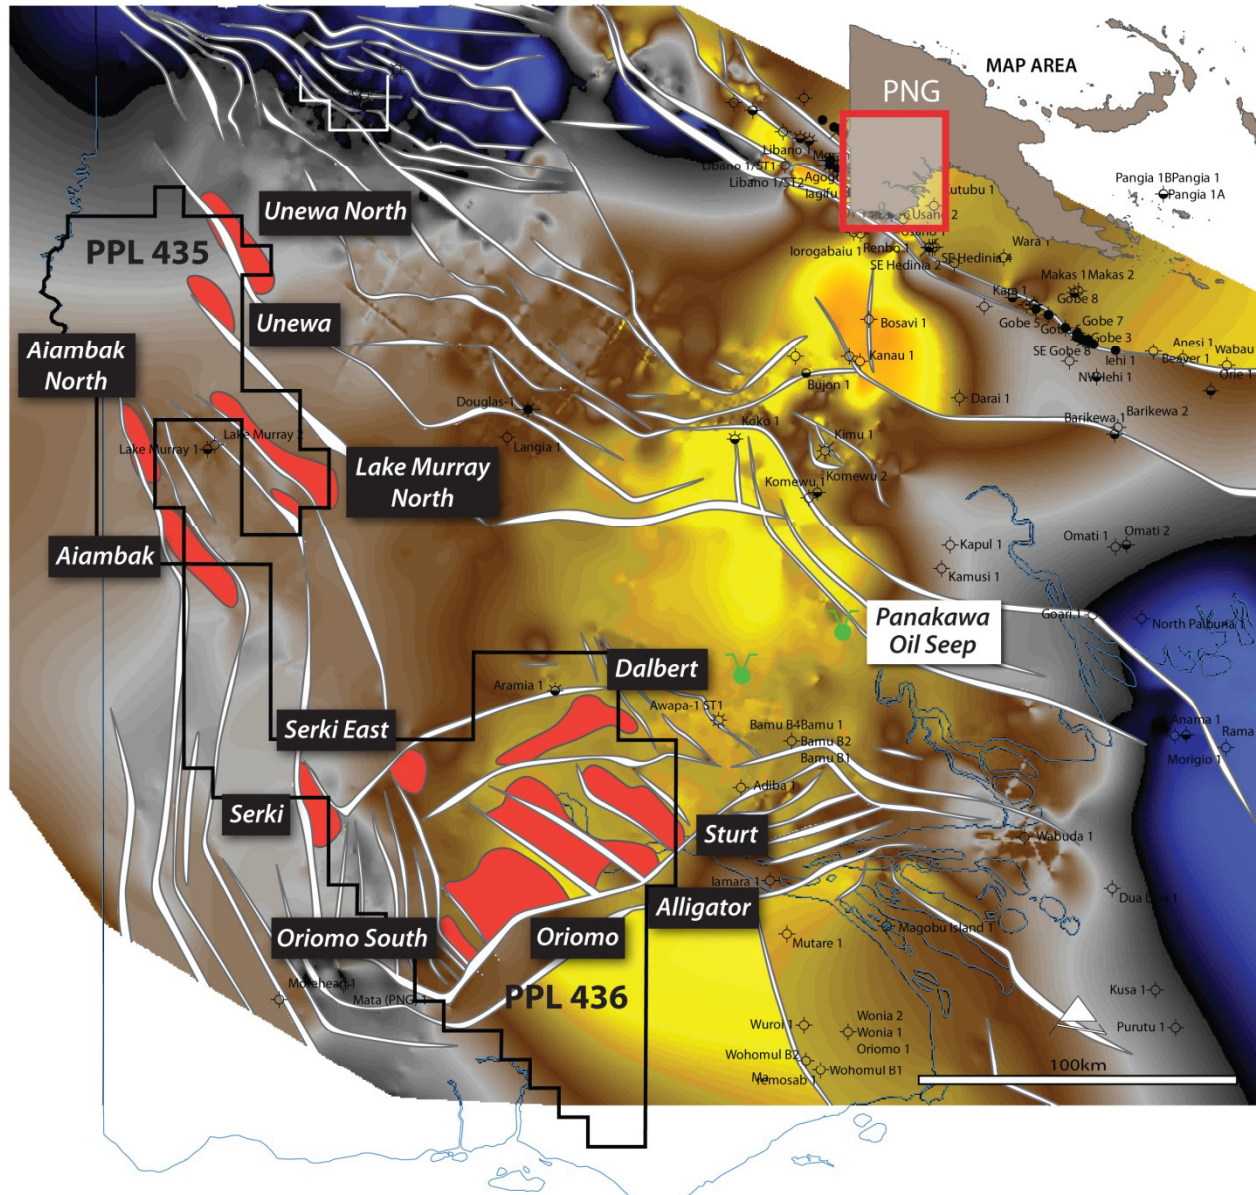 MAP AREA
PNG
Pangia 1B
Pangia 1
Pangia 1A
Libano 1
Libano 1/ST1
Libano 1/ST2
Usano 2
Iorogabaiu 1
Renbo 1
SE Hedinia 2
SE Hedinia 4
Wara 1
Makas 1
Makas 2
Kara 1
Gobe 8
Gobe 5
Gobe 7
Gobe 3
SE Gobe 8
Iehi 1
NW Iehi 1
Anesi 1
Beaver 1
Wabau
Orie 1
Unewa North
PPL 435
Unewa
Bosavi 1
Kanau 1
Bujon 1
Darai 1
Barikewa 1
Barikewa 2
Aiambak
North
Douglas-1
Langia 1
Koko 1
Kimu 1
Komewu 1
Komewu 2
Lake Murray 1
Lake Murray 2
Lake Murray
North
Aiambak
Kapul 1
Kamusi 1
Omati 1
Omati 2
Goari 1
North Paibuna 1
Panakawa
Oil Seep
Dalbert
Aramia 1
Awapa-1 ST1
Bamu B4
Bamu 1
Bamu B2
Bamu B1
Adiba 1
Anama 1
Morigio 1
Rama
Serki East
Serki
Sturt
Wabuda 1
Iamara 1
Alligator
Oriomo South
Oriomo
Magobu Island 1
Mutare 1
Morehead 1
Mata (PNG) 1
PPL 436
Kusa 1
Purutu 1
Wuroi 1
Wonia 2
Wonia 1
Oriomo 1
Wohomul B2
Wohomul B1
100km